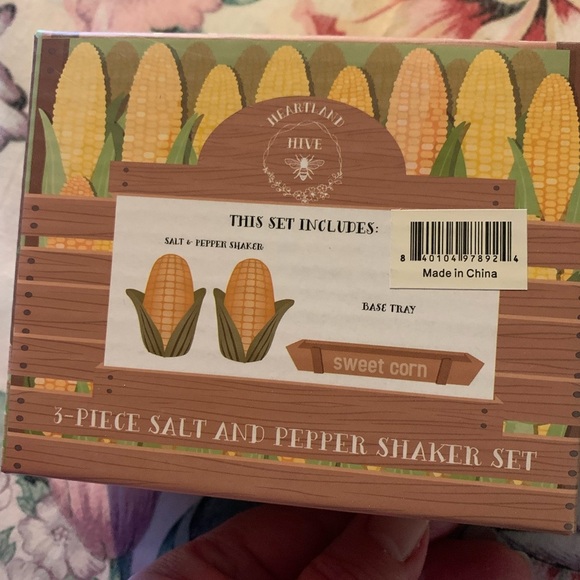 HEARTLAND
HIVE
THIS SET INCLUDES:
SALT & PEPPER SHAKER
BASE TRAY
sweet corn
8 40104 97892 4
Made in China
3-PIECE SALT AND PEPPER SHAKER SET